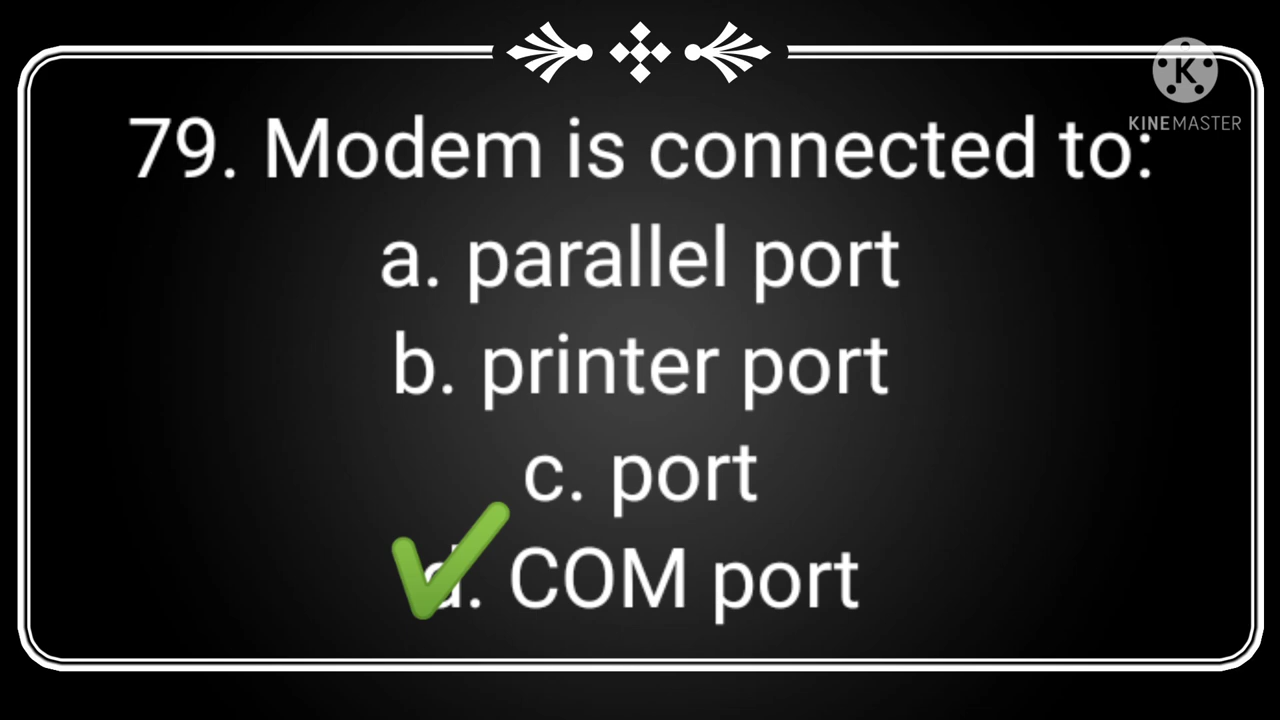 KINEMASTER
79. Modem is connected to:
a. parallel port
b. printer port
c. port
d. COM port